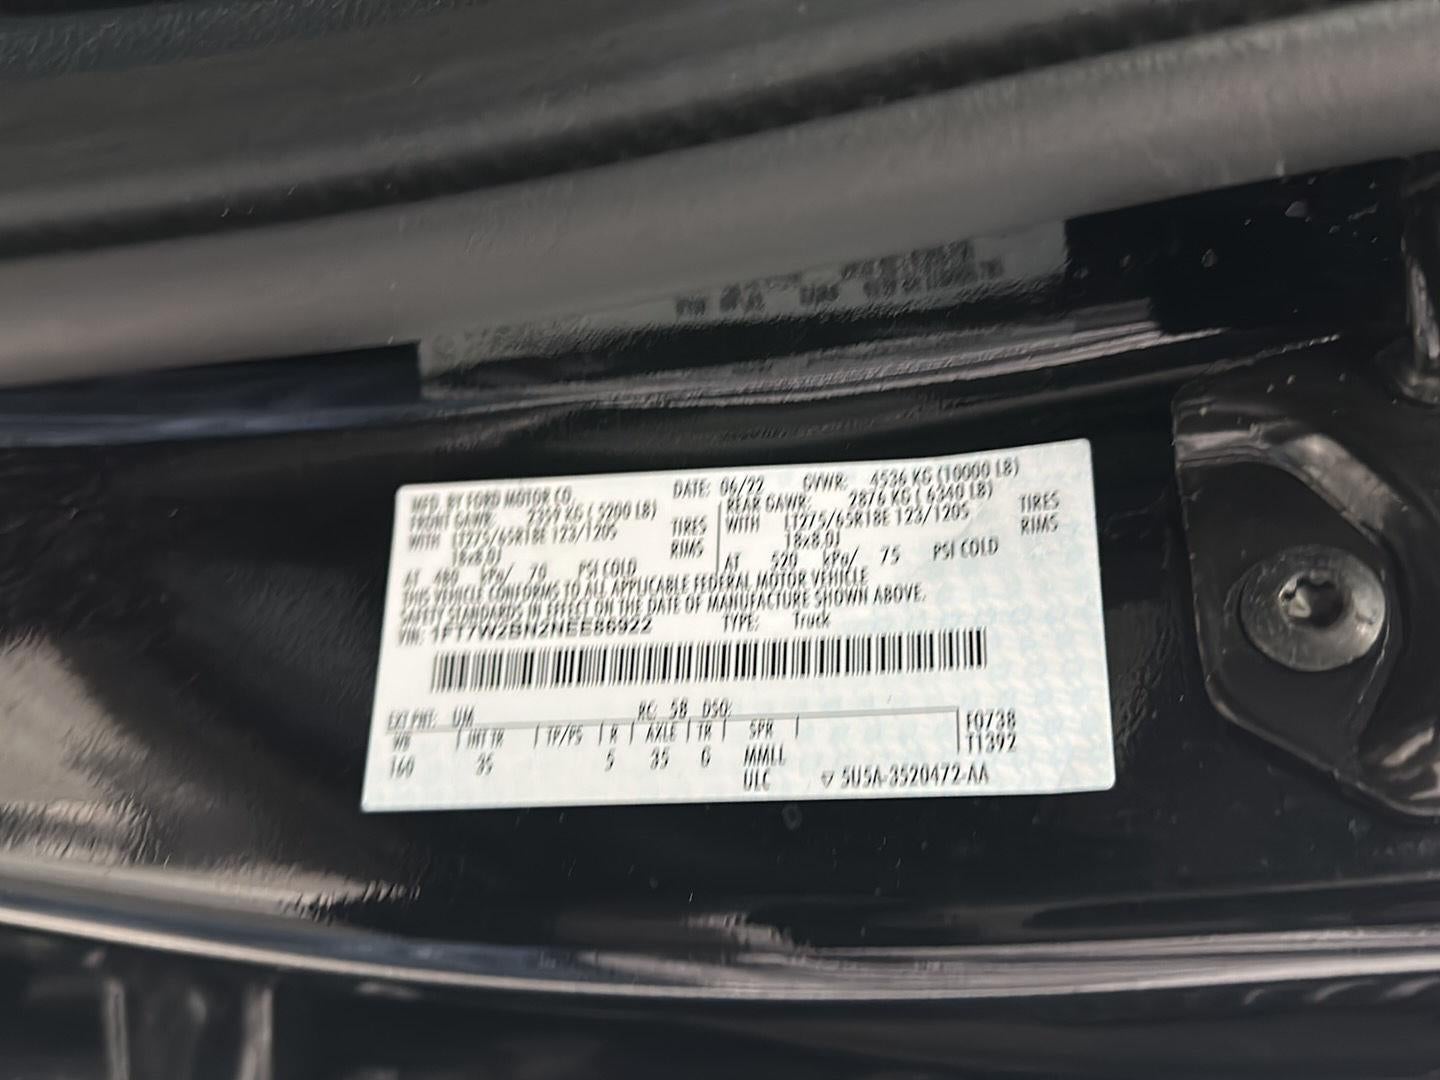 MFD. BY FORD MOTOR CO. DATE: 06/22 GVWR: 4536 KG (10000 LB)
FRONT GAWR: 2359 KG ( 5200 LB) REAR GAWR: 2876 KG ( 6340 LB)
WITH LT275/65R18E 123/120S TIRES WITH LT275/65R18E 123/120S TIRES
18x8.0J RIMS 18x8.0J RIMS
AT 480 kPa/ 70 PSI COLD AT 520 kPa/ 75 PSI COLD
THIS VEHICLE CONFORMS TO ALL APPLICABLE FEDERAL MOTOR VEHICLE
SAFETY STANDARDS IN EFFECT ON THE DATE OF MANUFACTURE SHOWN ABOVE.
VIN: 1FT7W2BN2NEE86922 TYPE: Truck
EXT PNT: UM RC: 58 DSO:
WB INT TR TP/PS R AXLE TR SPR F0738
160 35 5 35 G MMLL T1392
ULC ▽ 5U5A-3520472-AA